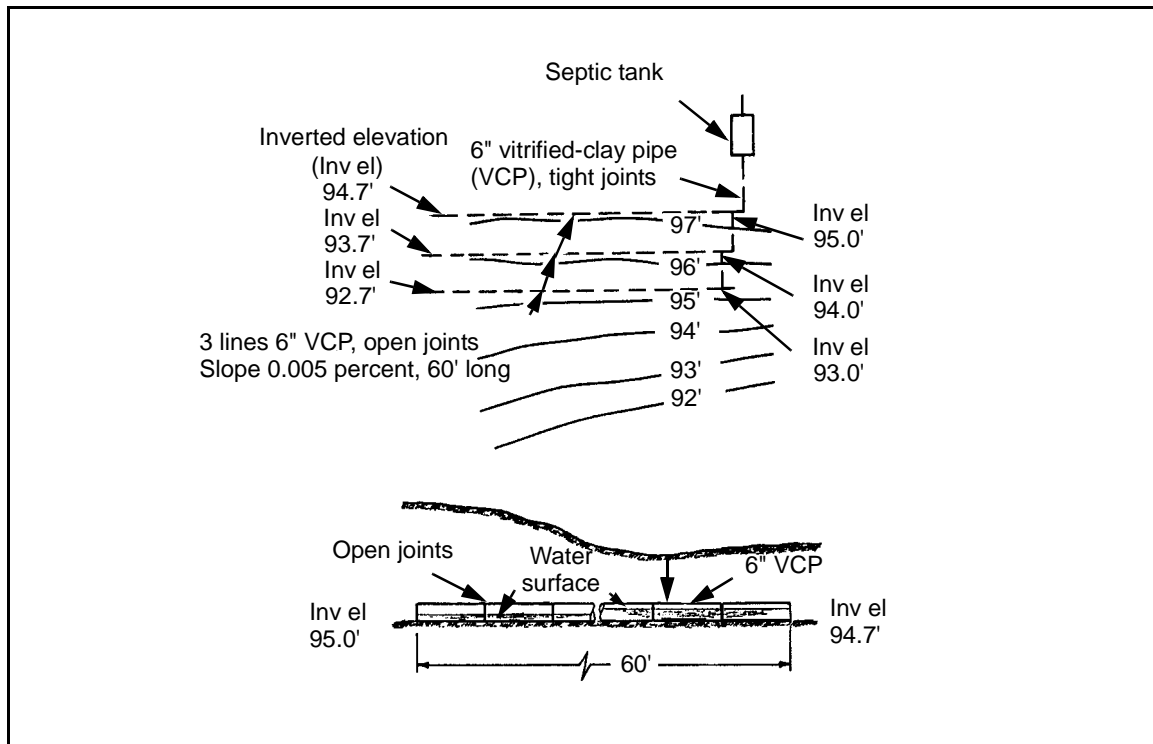 Septic tank
Inverted elevation
(Inv el)
94.7'
6" vitrified-clay pipe
(VCP), tight joints
Inv el
93.7'
Inv el
92.7'
97'
96'
95'
94'
93'
92'
Inv el
95.0'
Inv el
94.0'
Inv el
93.0'
3 lines 6" VCP, open joints
Slope 0.005 percent, 60' long
Open joints
Water
surface
6" VCP
Inv el
95.0'
Inv el
94.7'
60'